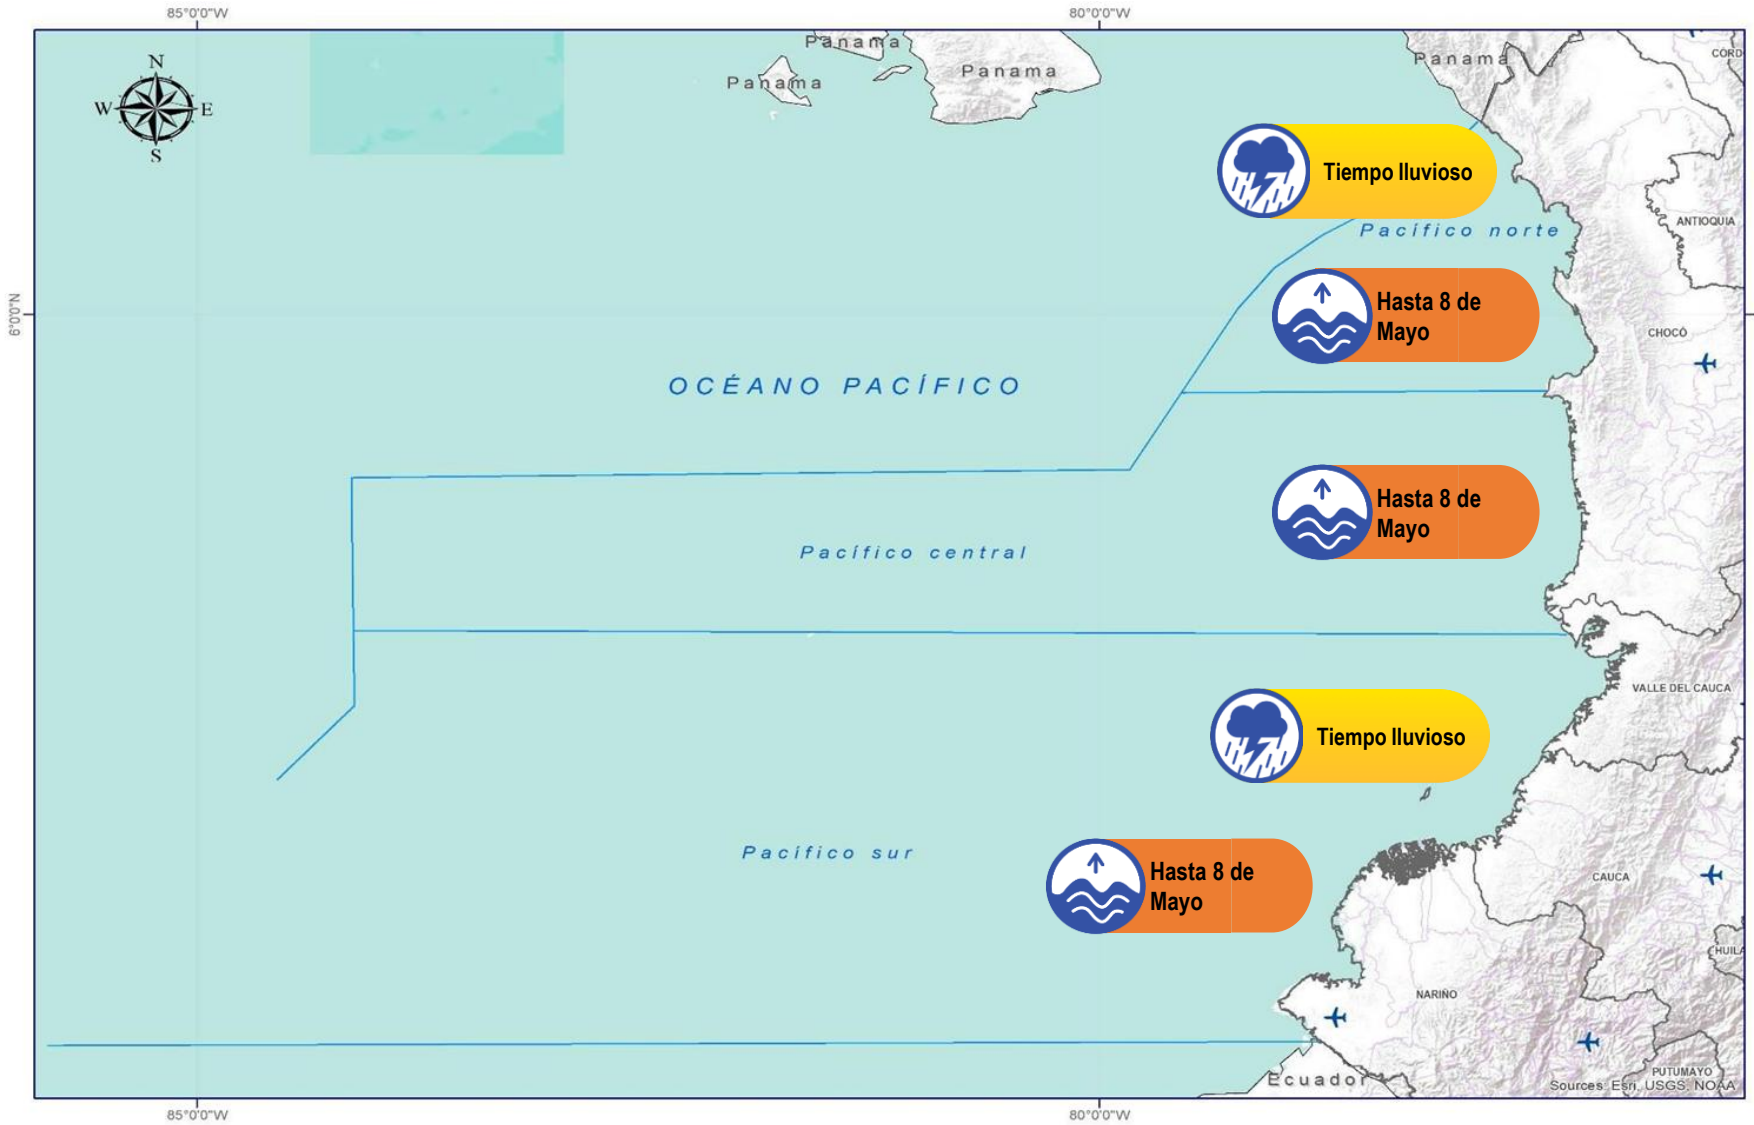 85°0'0"W
80°0'0"W
N
W
E
S
Panama
Panama
Panama
Panama
CÓRD
Tiempo lluvioso
ANTIOQUIA
Pacífico norte
Hasta 8 de
Mayo
6°0'0"N
CHOCÓ
OCÉANO PACÍFICO
Hasta 8 de
Mayo
Pacífico central
VALLE DEL CAUCA
Tiempo lluvioso
Pacífico sur
Hasta 8 de
Mayo
CAUCA
HUILA
NARIÑO
PUTUMAYO
Ecuador
Sources: Esri, USGS, NOAA
85°0'0"W
80°0'0"W